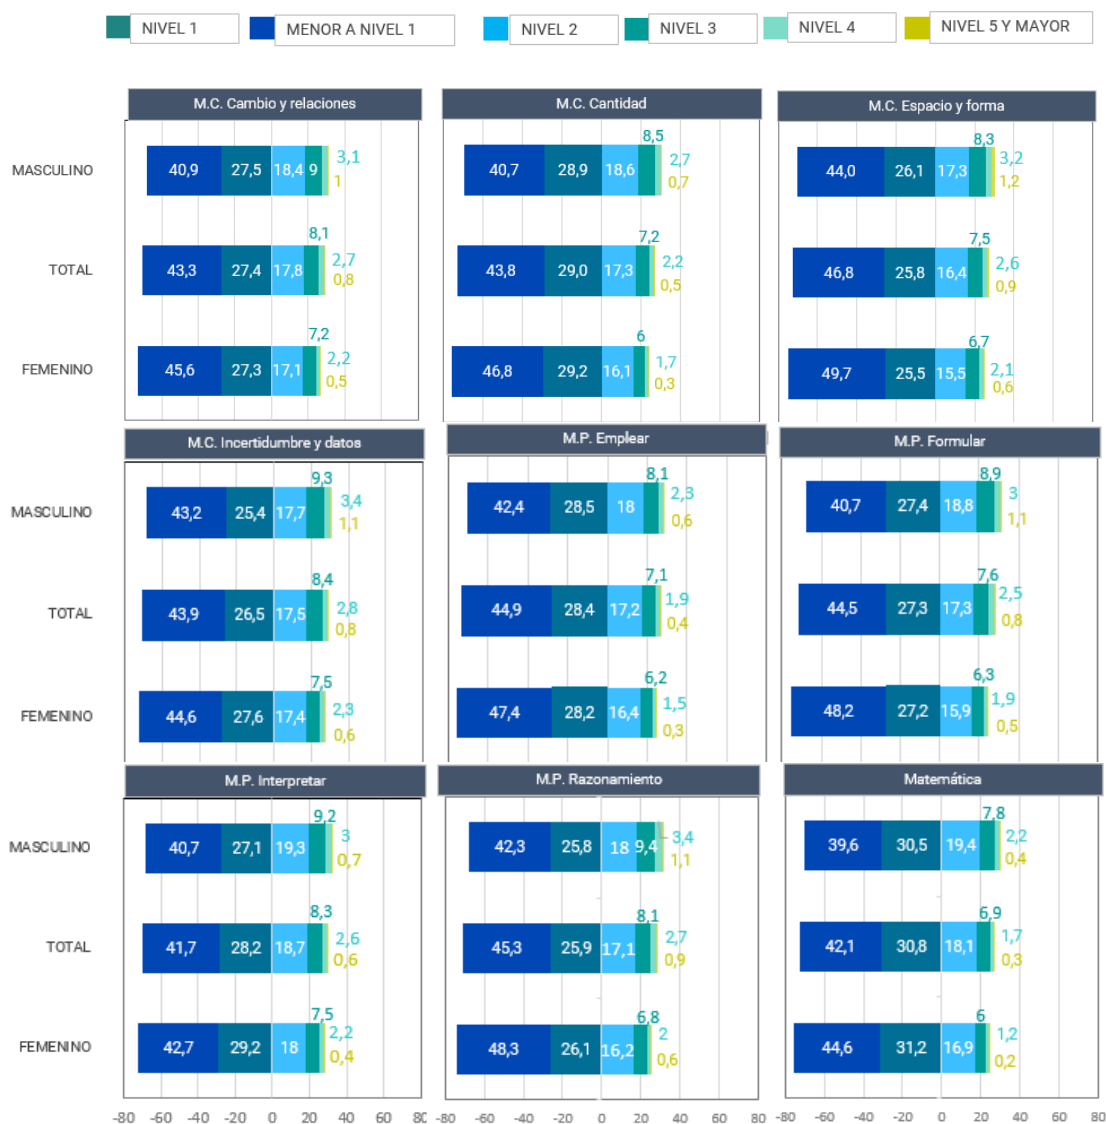 NIVEL 1 MENOR A NIVEL 1 NIVEL 2 NIVEL 3 NIVEL 4 NIVEL 5 Y MAYOR
M.C. Cambio y relaciones M.C. Cantidad M.C. Espacio y forma
MASCULINO 40,9 27,5 18,4 9 3,1 1 40,7 28,9 18,6 8,5 2,7 0,7 44,0 26,1 17,3 8,3 3,2 1,2
TOTAL 43,3 27,4 17,8 8,1 2,7 0,8 43,8 29,0 17,3 7,2 2,2 0,5 46,8 25,8 16,4 7,5 2,6 0,9
FEMENINO 45,6 27,3 17,1 7,2 2,2 0,5 46,8 29,2 16,1 6 1,7 0,3 49,7 25,5 15,5 6,7 2,1 0,6
M.C. Incertidumbre y datos M.P. Emplear M.P. Formular
MASCULINO 43,2 25,4 17,7 9,3 3,4 1,1 42,4 28,5 18 8,1 2,3 0,6 40,7 27,4 18,8 8,9 3 1,1
TOTAL 43,9 26,5 17,5 8,4 2,8 0,8 44,9 28,4 17,2 7,1 1,9 0,4 44,5 27,3 17,3 7,6 2,5 0,8
FEMENINO 44,6 27,6 17,4 7,5 2,3 0,6 47,4 28,2 16,4 6,2 1,5 0,3 48,2 27,2 15,9 6,3 1,9 0,5
M.P. Interpretar M.P. Razonamiento Matemática
MASCULINO 40,7 27,1 19,3 9,2 3 0,7 42,3 25,8 18 9,4 3,4 1,1 39,6 30,5 19,4 7,8 2,2 0,4
TOTAL 41,7 28,2 18,7 8,3 2,6 0,6 45,3 25,9 17,1 8,1 2,7 0,9 42,1 30,8 18,1 6,9 1,7 0,3
FEMENINO 42,7 29,2 18 7,5 2,2 0,4 48,3 26,1 16,2 6,8 2 0,6 44,6 31,2 16,9 6 1,2 0,2
-80 -60 -40 -20 0 20 40 60 80 -60 -40 -20 0 20 40 60 80 -80 -60 -40 -20 0 20 40 60 80